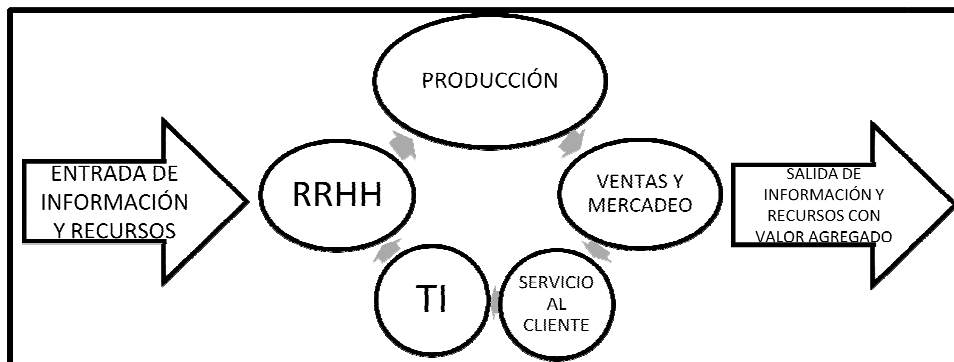 ENTRADA DE
INFORMACIÓN
Y RECURSOS
RRHH
PRODUCCIÓN
VENTAS Y
MERCADEO
SERVICIO
AL
CLIENTE
TI
SALIDA DE
INFORMACIÓN Y
RECURSOS CON
VALOR AGREGADO